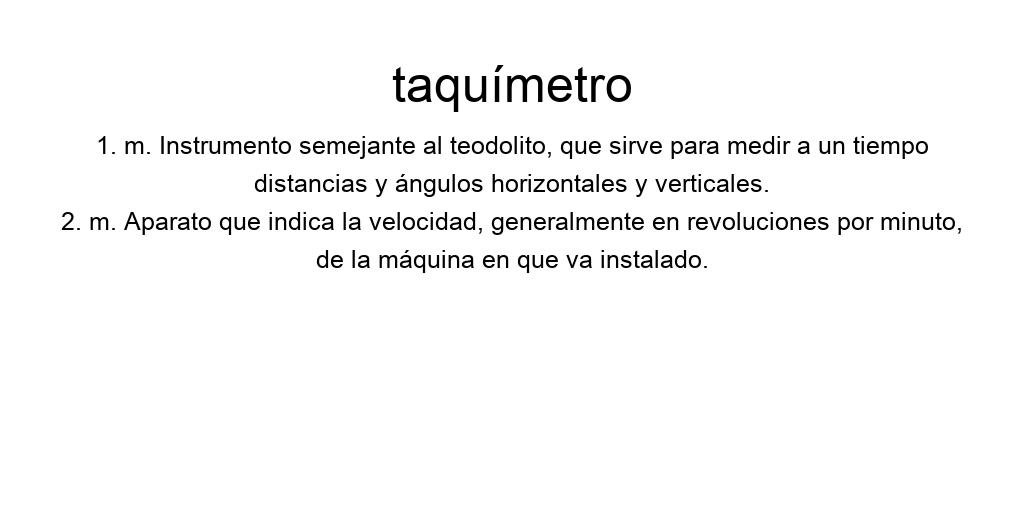 taquímetro
1. m. Instrumento semejante al teodolito, que sirve para medir a un tiempo
distancias y ángulos horizontales y verticales.
2. m. Aparato que indica la velocidad, generalmente en revoluciones por minuto,
de la máquina en que va instalado.